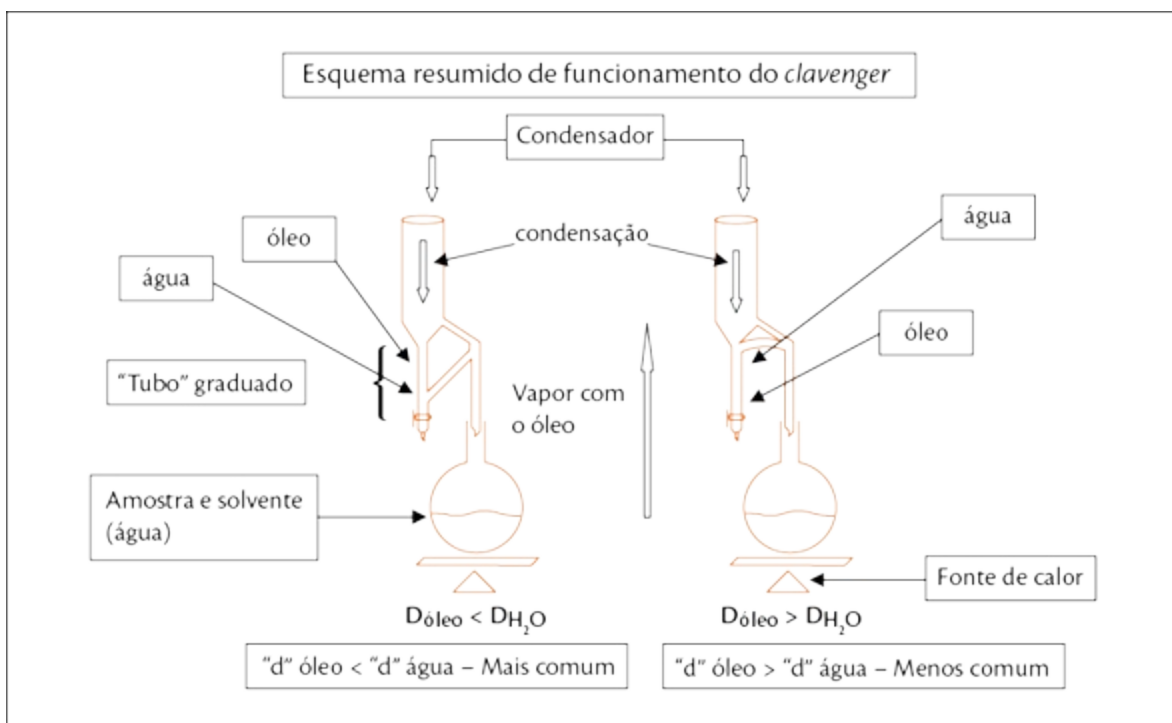 Esquema resumido de funcionamento do clavenger
Condensador
óleo
água
condensação
água
óleo
"Tubo" graduado
Vapor com
o óleo
Amostra e solvente
(água)
Fonte de calor
Dóleo < DH₂O
Dóleo > DH₂O
"d" óleo < "d" água – Mais comum
"d" óleo > "d" água – Menos comum